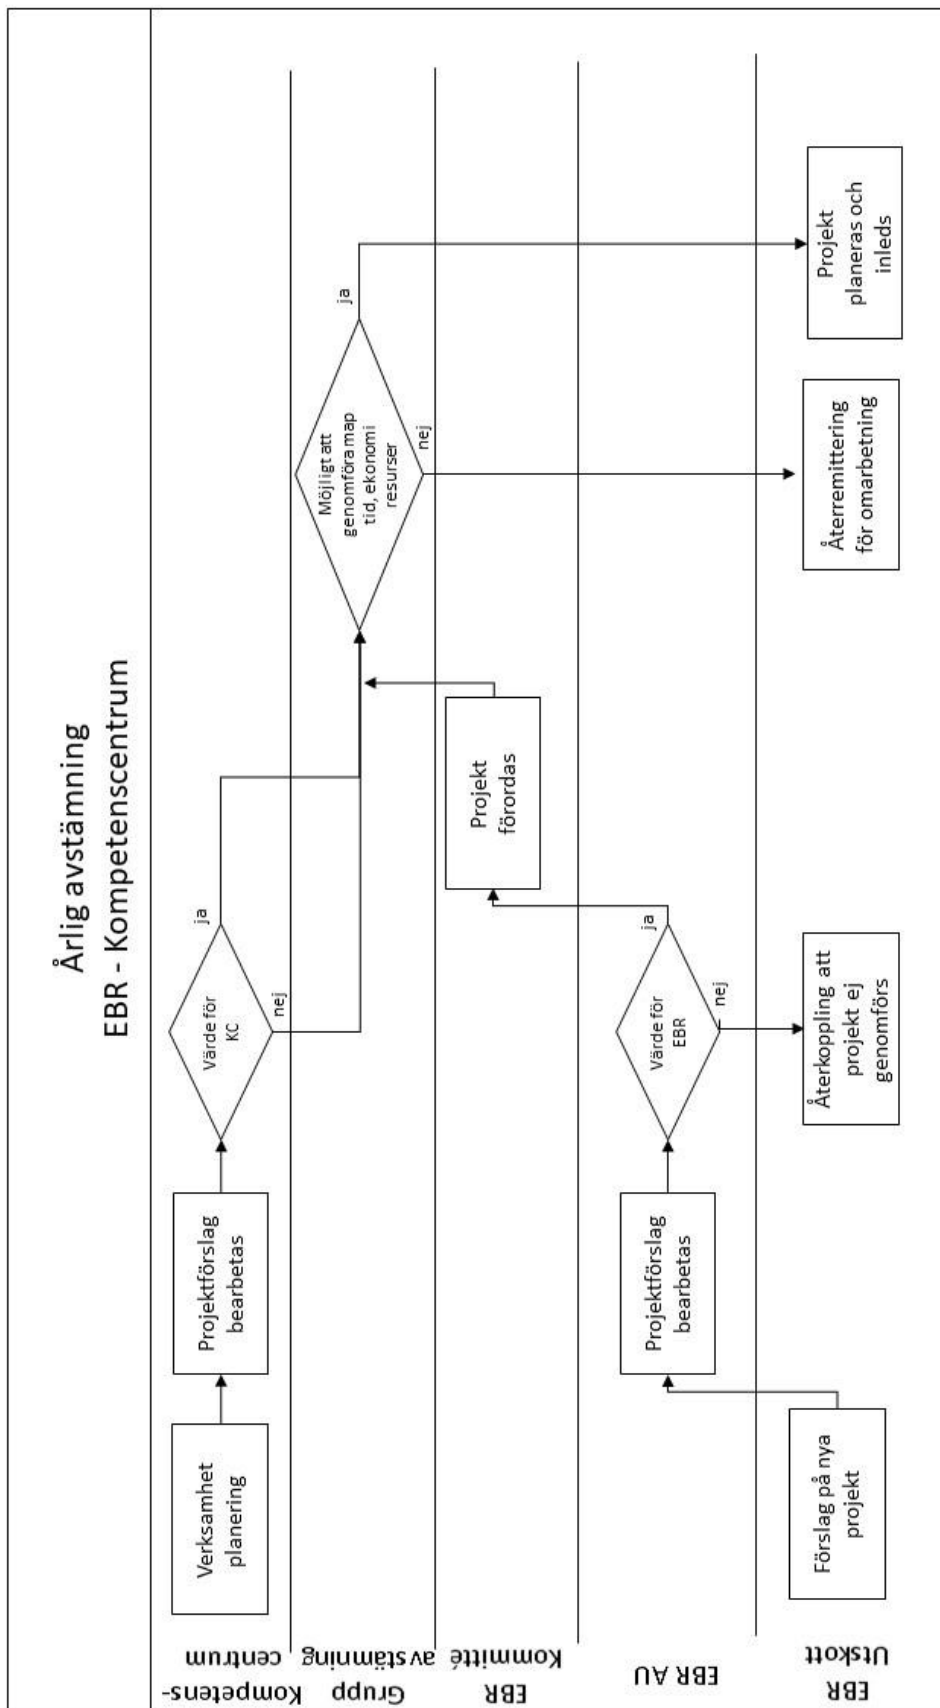 Årlig avstämning
EBR - Kompetenscentrum
Kompetens-
centrum
Verksamhet
planering
Projektförslag
bearbetas
Värde för
KC
ja
nej
Grupp
avstämning
Möjligt att
genomföra map
tid, ekonomi
resurser
ja
nej
EBR
Kommitté
Projekt
förordas
EBR AU
Projektförslag
bearbetas
Värde för
EBR
ja
nej
EBR
Utskott
Förslag på nya
projekt
Återkoppling att
projekt ej
genomförs
Återremittering
för omarbetning
Projekt
planeras och
inleds